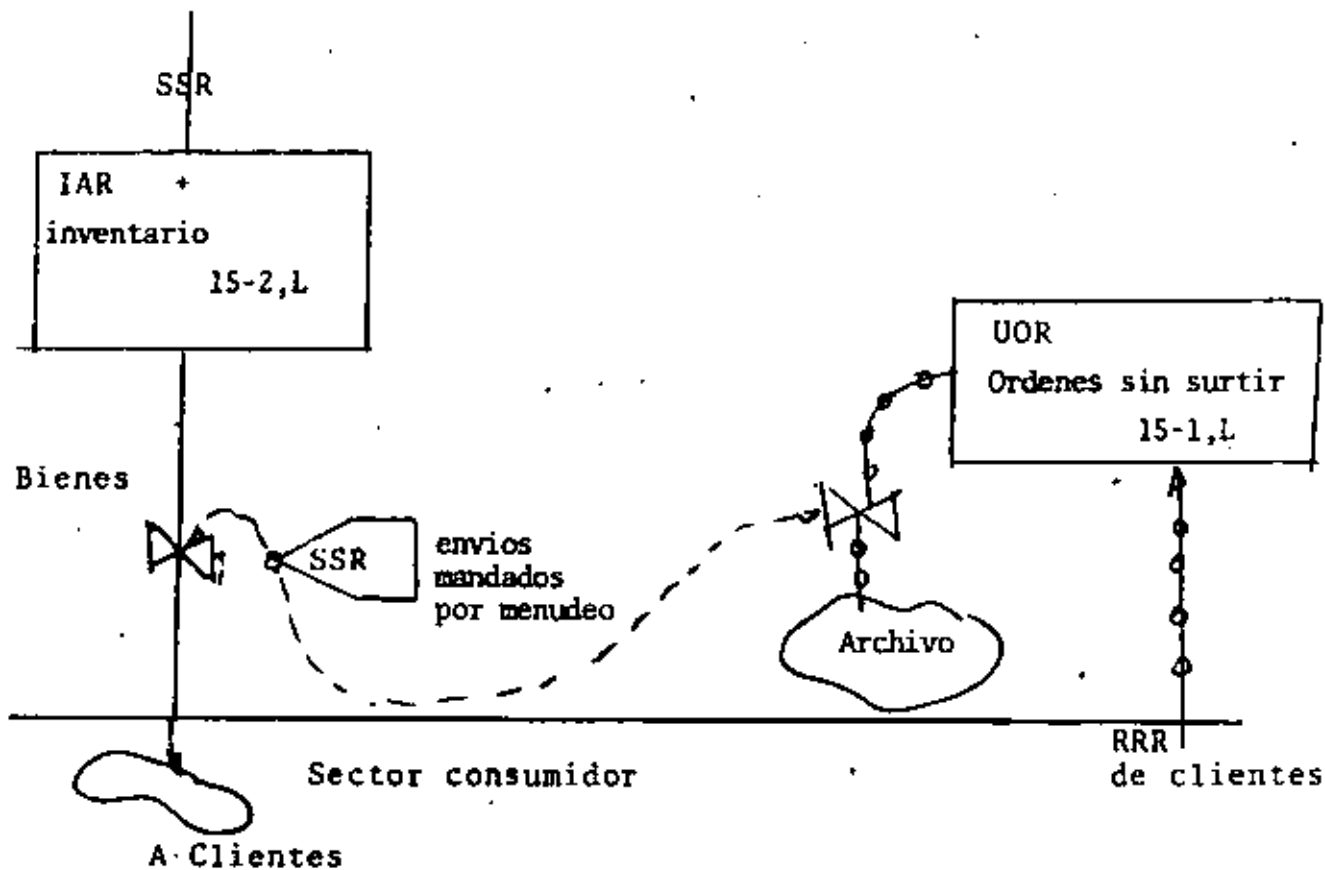 SSR
IAR +
inventario
15-2,L
UOR
Ordenes sin surtir
15-1,L
Bienes
SSR
envios
mandados
por menudeo
Archivo
RRR
de clientes
Sector consumidor
A Clientes